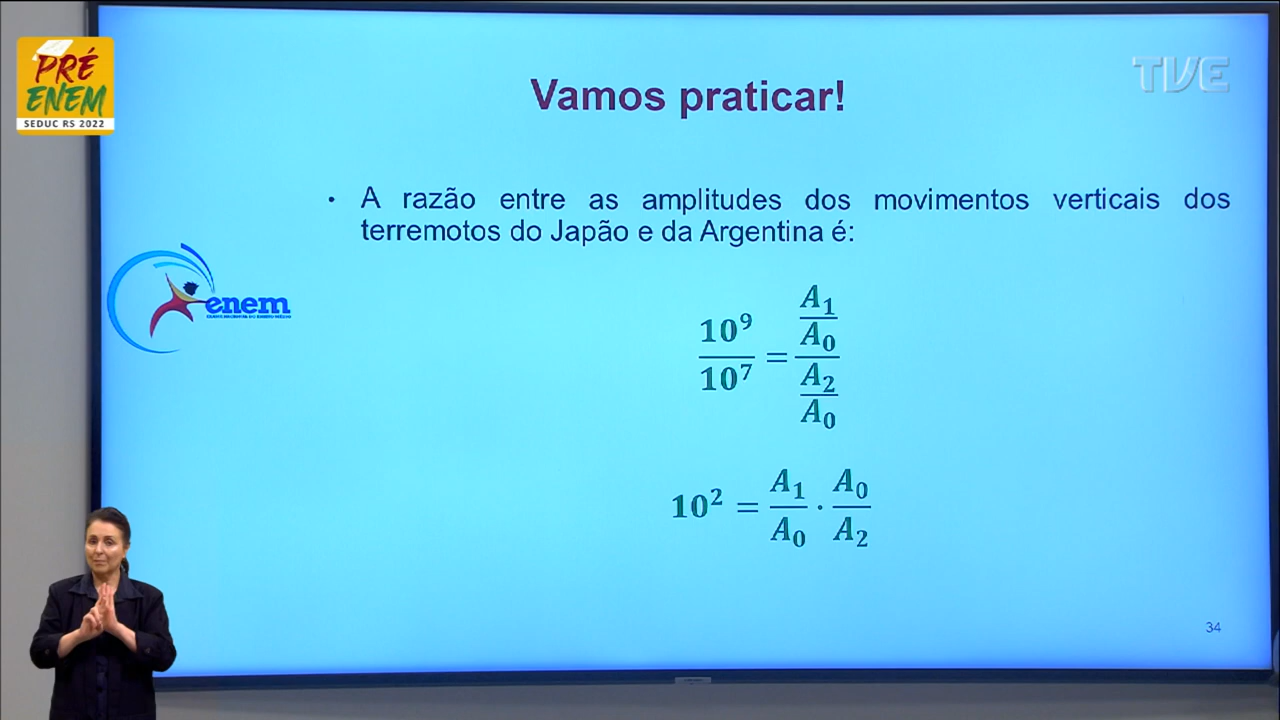 PRÉ
ENEM
SEDUC RS 2022
TVE
Vamos praticar!
• A razão entre as amplitudes dos movimentos verticais dos
terremotos do Japão e da Argentina é:
enem
10⁹/10⁷ = (A₁/A₀)/(A₂/A₀)
10² = A₁/A₀ · A₀/A₂
34